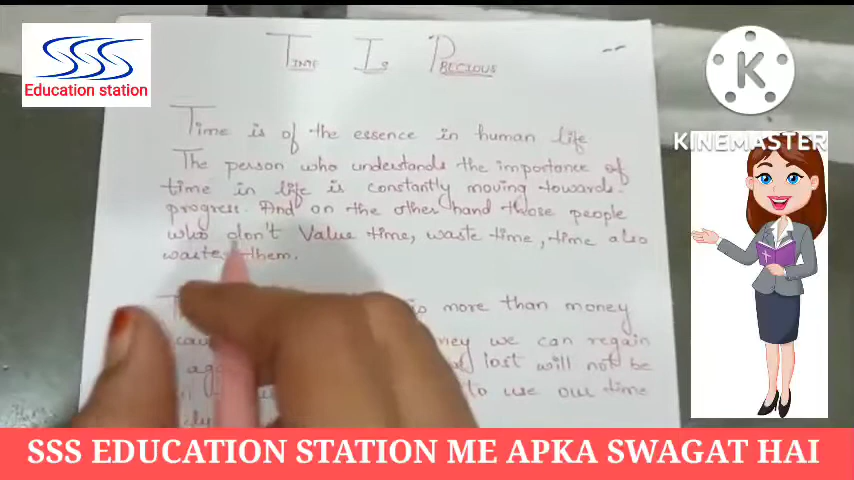 SSS
Education station
TIME IS PRECIOUS
K
KINEMASTER
Time is of the essence in human life
The person who understands the importance of
time in life is constantly moving towards
progress. And on the other hand those people
who don't Value time, waste time, time also
wastes them.
is more than money
we can regain
lost will not be
to use our time
SSS EDUCATION STATION ME APKA SWAGAT HAI